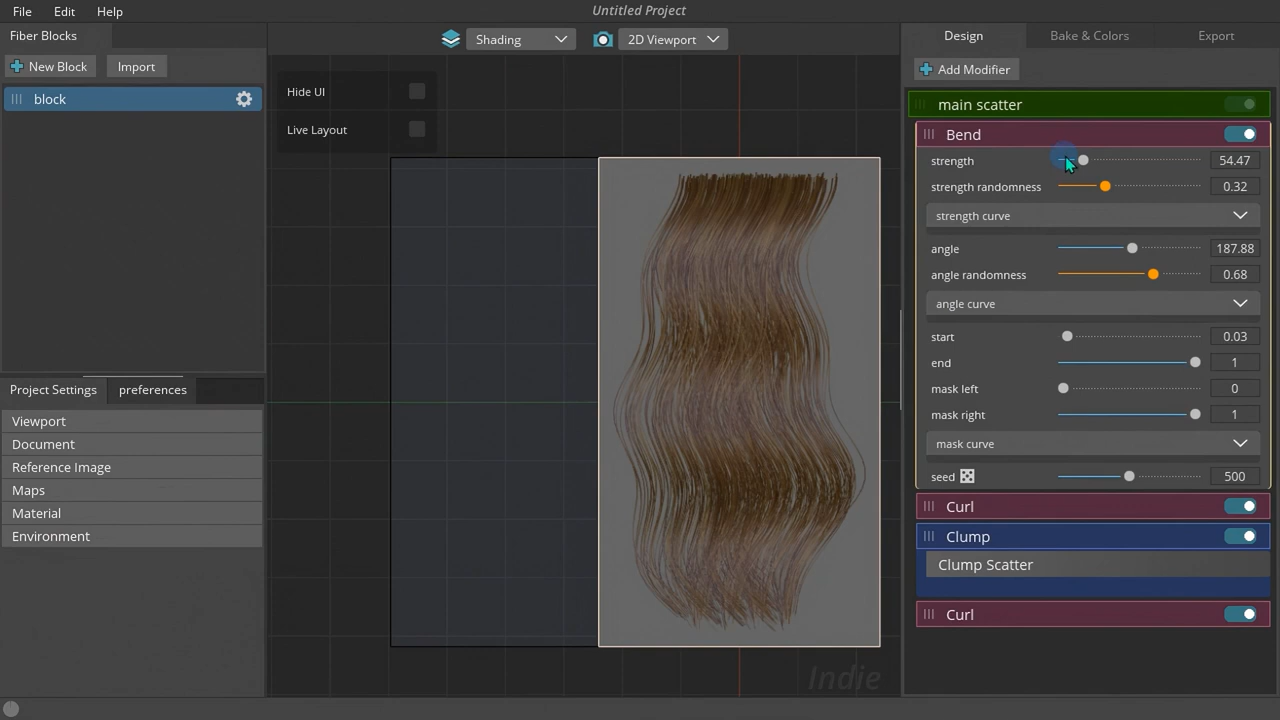 File Edit Help
Untitled Project
Fiber Blocks
New Block Import
block
Shading
2D Viewport
Hide UI
Live Layout
Project Settings preferences
Viewport
Document
Reference Image
Maps
Material
Environment
Indie
Design Bake & Colors Export
Add Modifier
main scatter
Bend
strength 54.47
strength randomness 0.32
strength curve
angle 187.88
angle randomness 0.68
angle curve
start 0.03
end 1
mask left 0
mask right 1
mask curve
seed 500
Curl
Clump
Clump Scatter
Curl